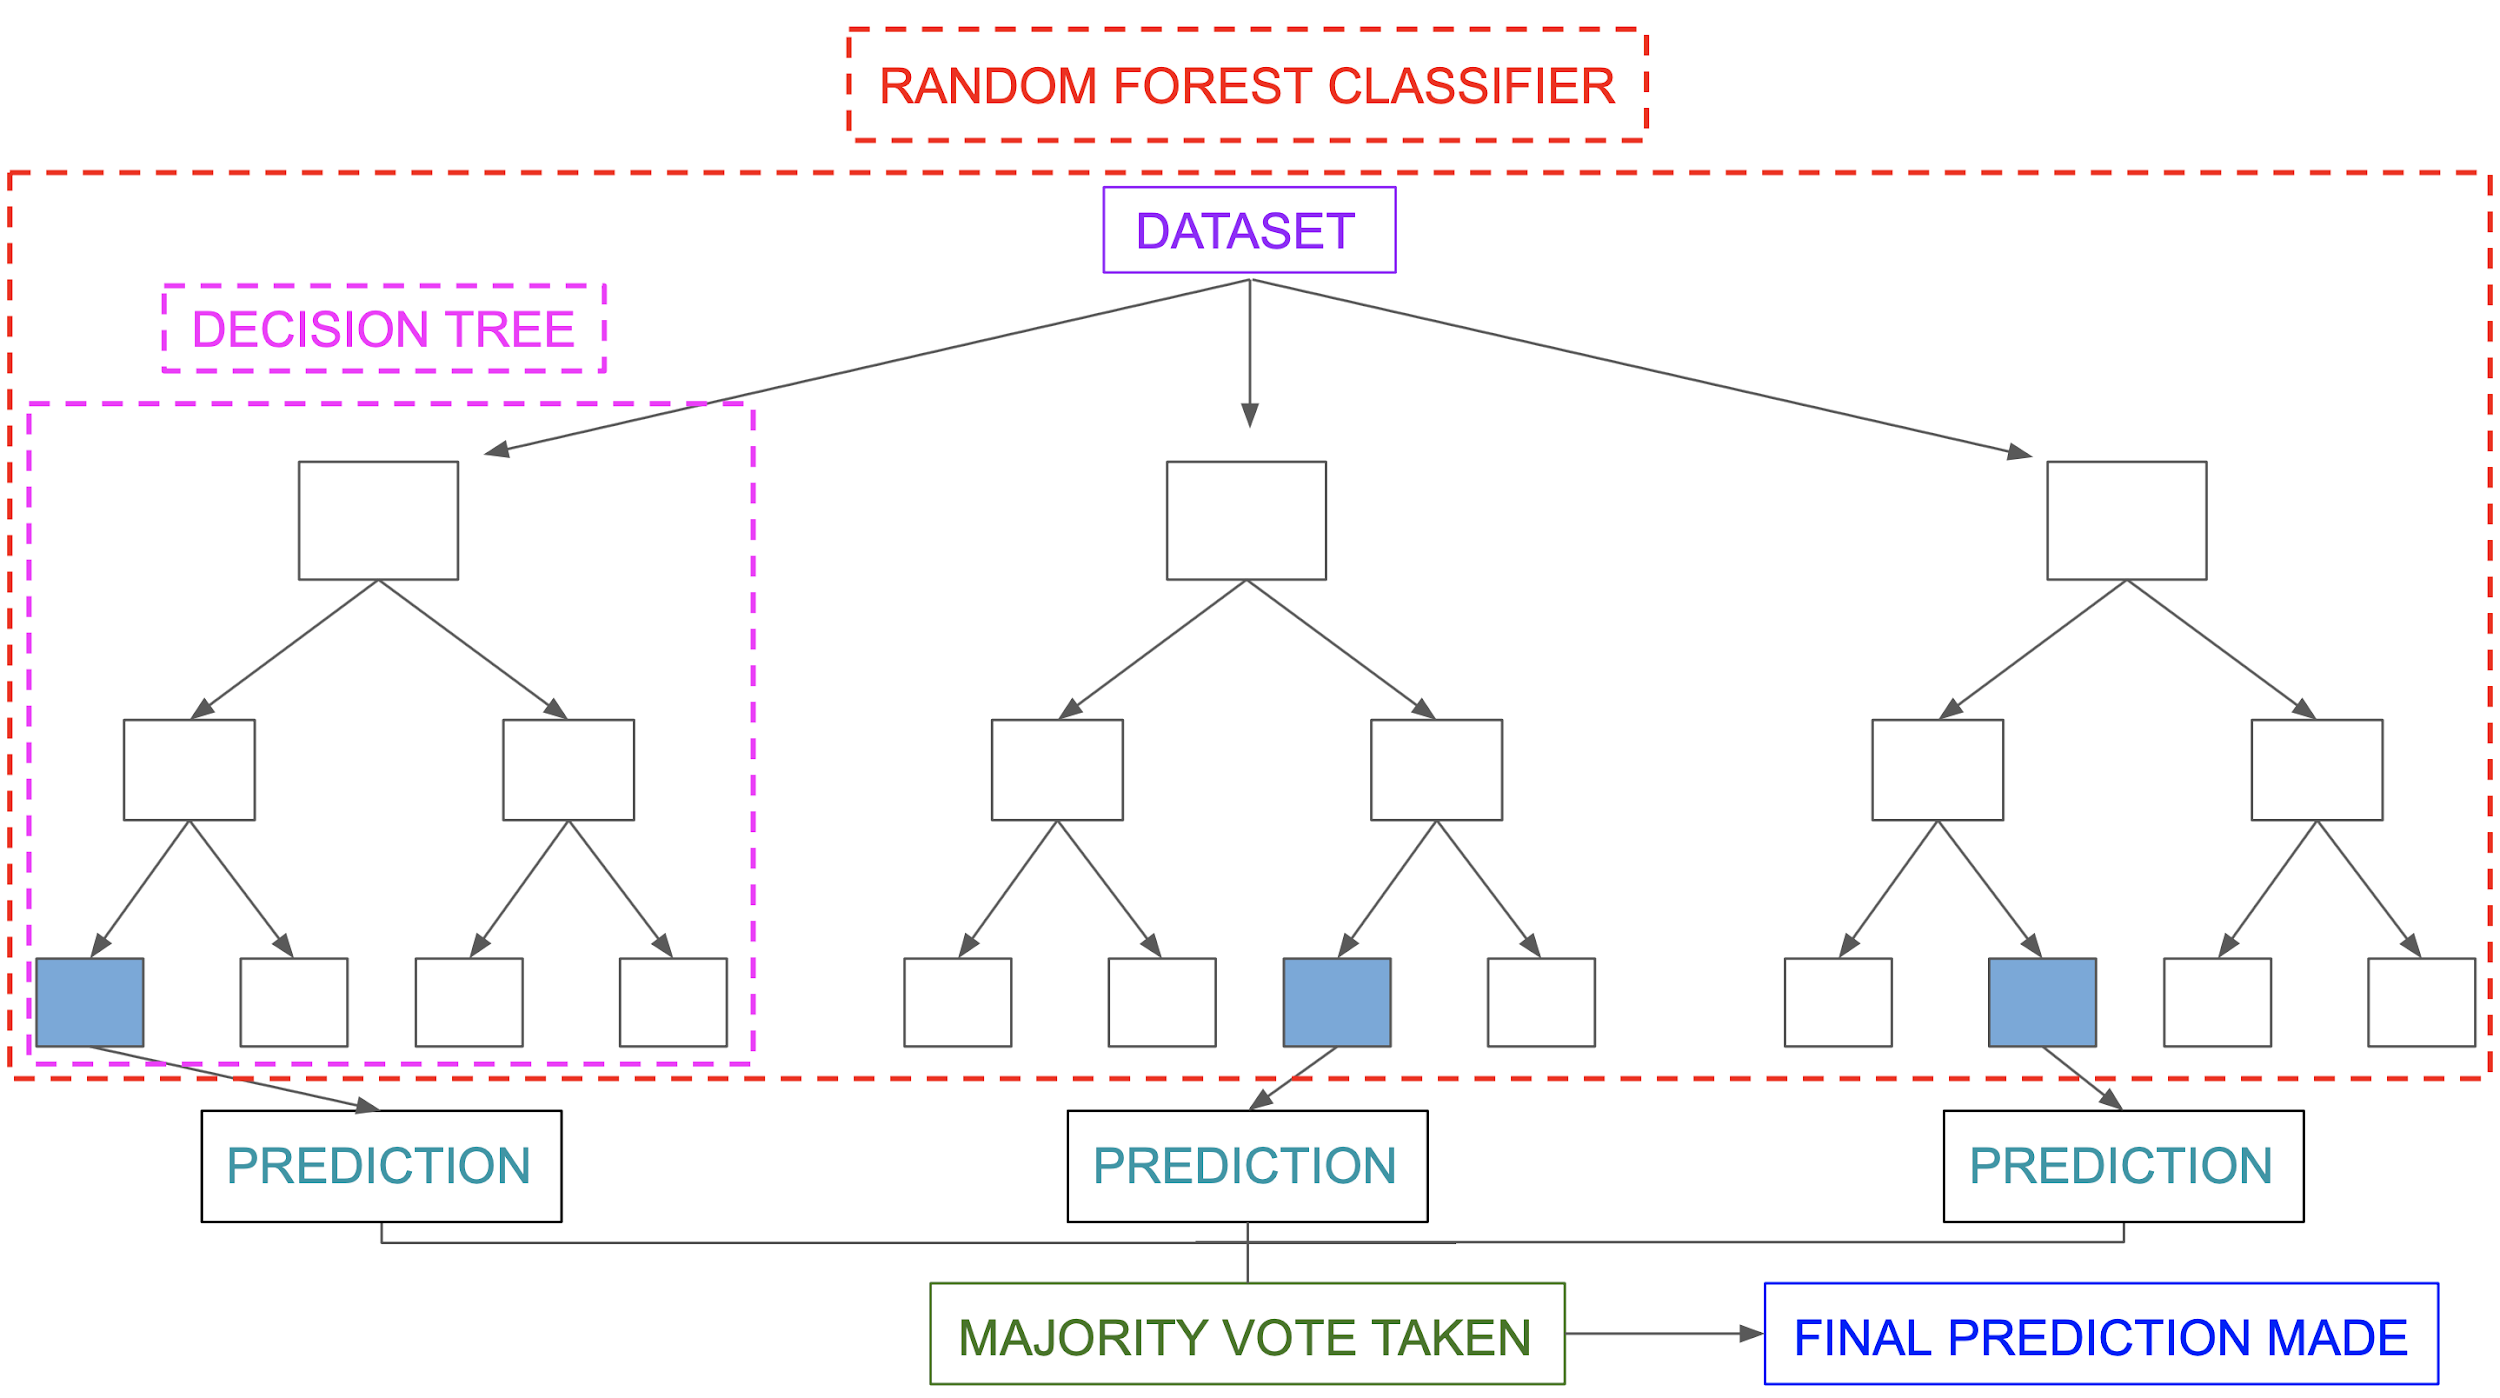 RANDOM FOREST CLASSIFIER
DATASET
DECISION TREE
PREDICTION
PREDICTION
PREDICTION
MAJORITY VOTE TAKEN
FINAL PREDICTION MADE